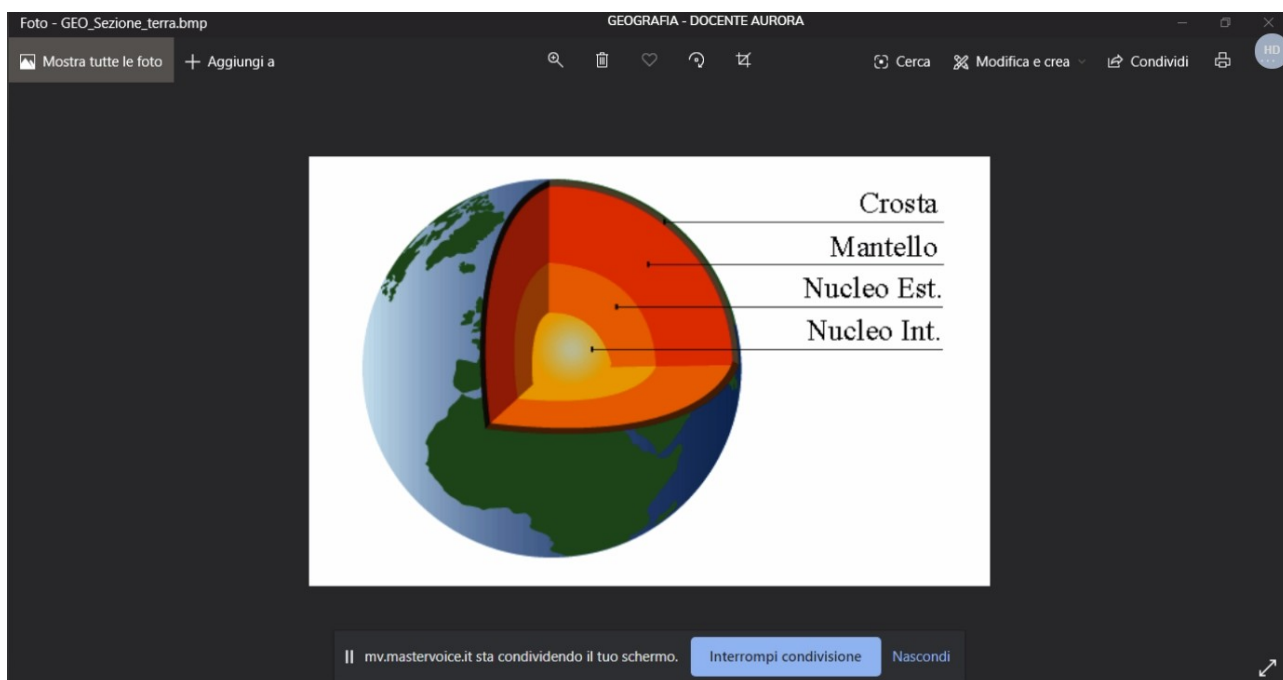 Foto - GEO_Sezione_terra.bmp
GEOGRAFIA - DOCENTE AURORA
Mostra tutte le foto
Aggiungi a
Cerca
Modifica e crea
Condividi
HD
Crosta
Mantello
Nucleo Est.
Nucleo Int.
mv.mastervoice.it sta condividendo il tuo schermo.
Interrompi condivisione
Nascondi